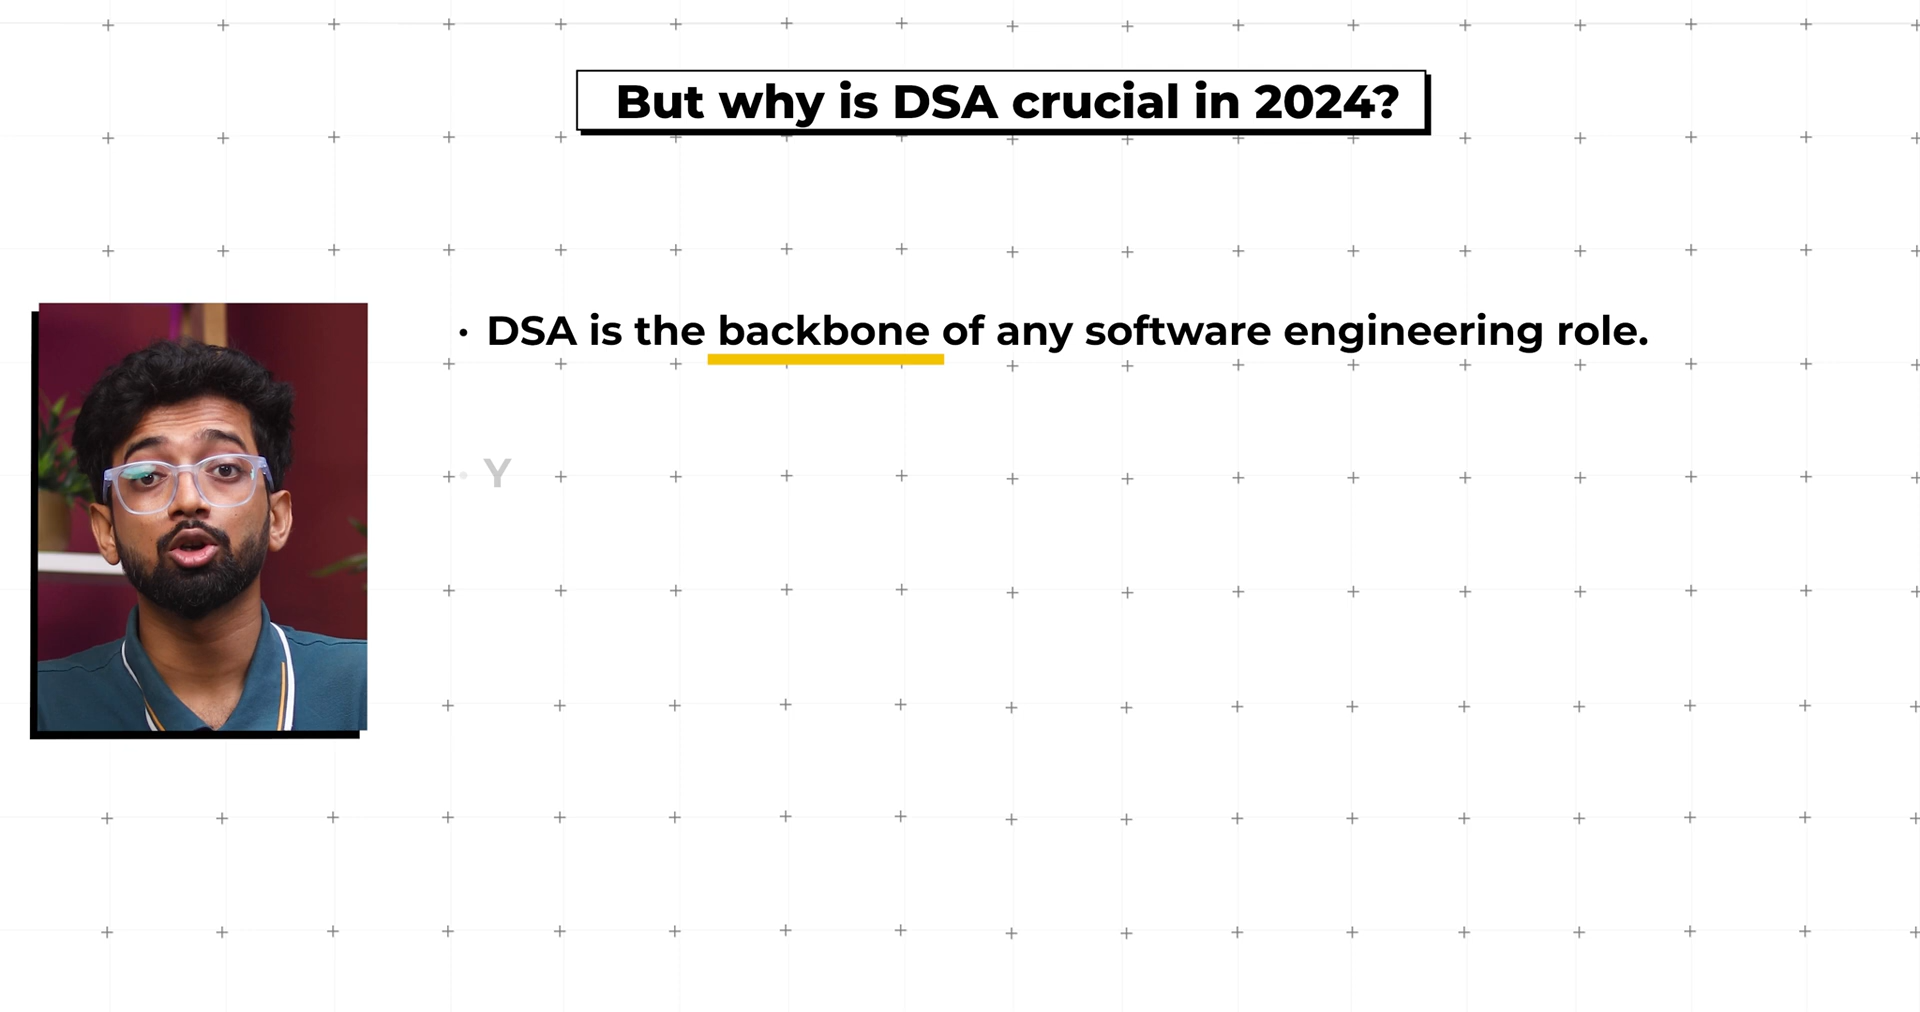 But why is DSA crucial in 2024?
• DSA is the backbone of any software engineering role.
• Y